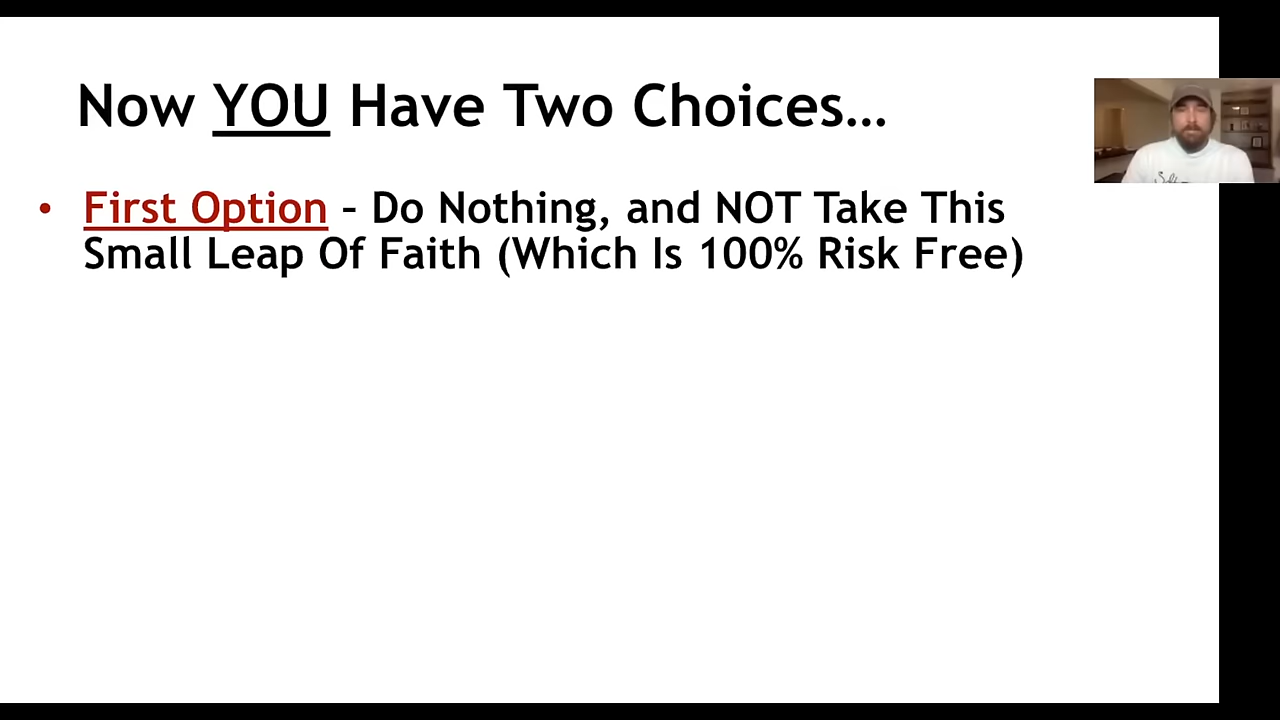 Now YOU Have Two Choices…
• First Option – Do Nothing, and NOT Take This
Small Leap Of Faith (Which Is 100% Risk Free)